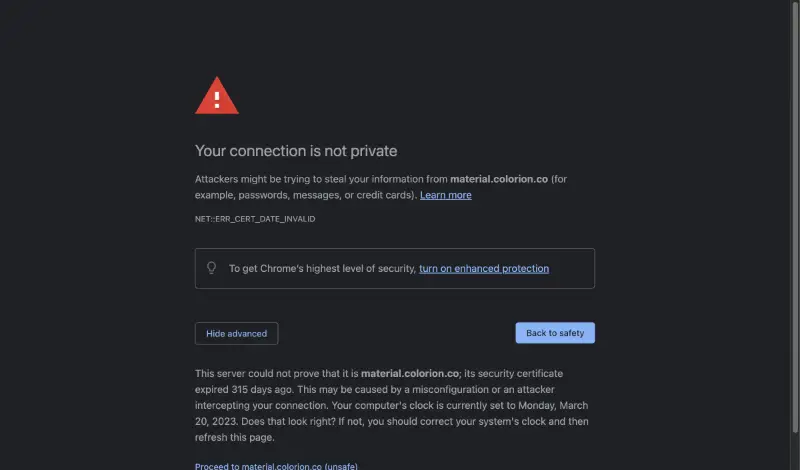 Your connection is not private
Attackers might be trying to steal your information from material.colorion.co (for
example, passwords, messages, or credit cards). Learn more
NET::ERR_CERT_DATE_INVALID
To get Chrome's highest level of security, turn on enhanced protection
Hide advanced
Back to safety
This server could not prove that it is material.colorion.co; its security certificate
expired 315 days ago. This may be caused by a misconfiguration or an attacker
intercepting your connection. Your computer's clock is currently set to Monday, March
20, 2023. Does that look right? If not, you should correct your system's clock and then
refresh this page.
Proceed to material.colorion.co (unsafe)